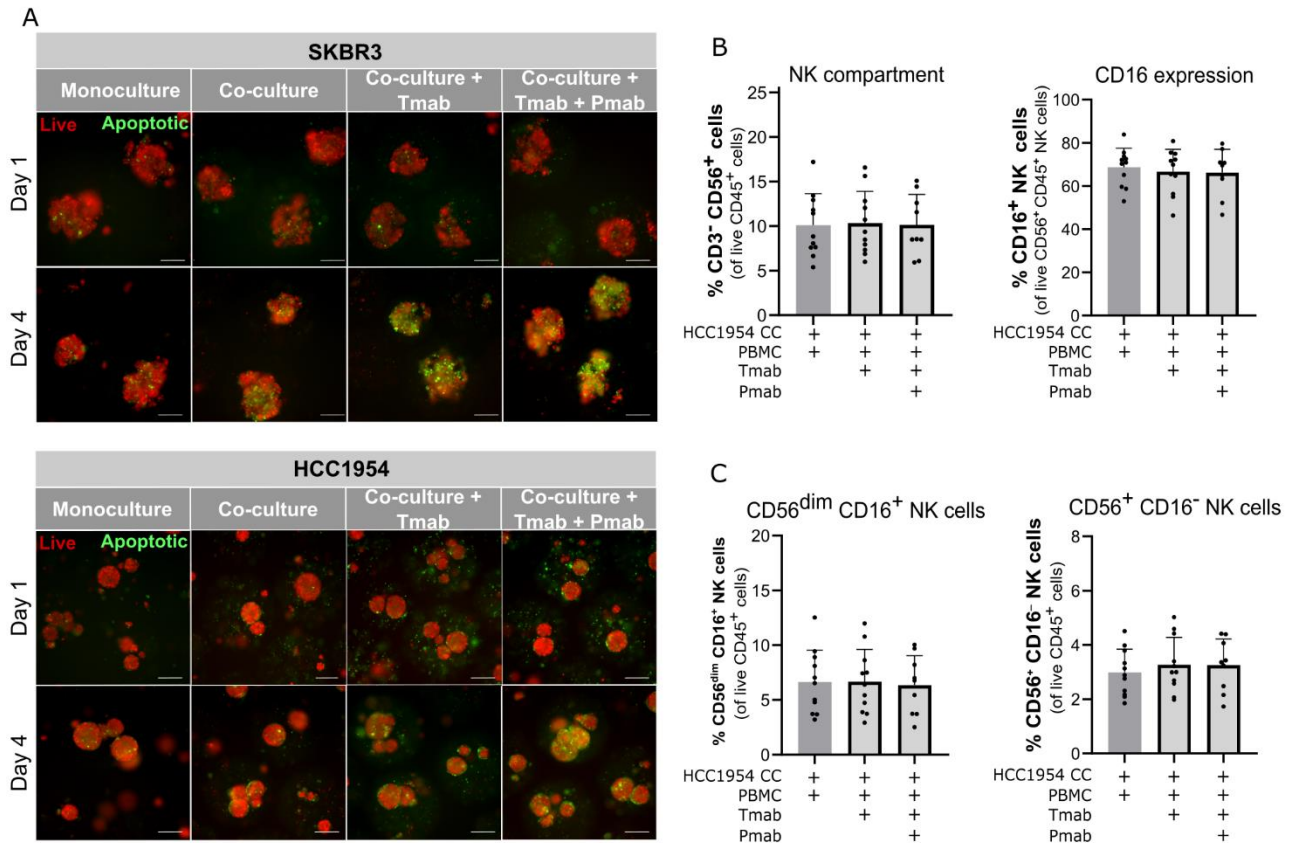 A
SKBR3
Monoculture
Co-culture
Co-culture +
Tmab
Co-culture +
Tmab + Pmab
Live
Apoptotic
Day 1
Day 4
HCC1954
Monoculture
Co-culture
Co-culture +
Tmab
Co-culture +
Tmab + Pmab
Live
Apoptotic
Day 1
Day 4
B
NK compartment
% CD3⁻ CD56⁺ cells
(of live CD45⁺ cells)
25
20
15
10
5
0
HCC1954 CC + + +
PBMC + + +
Tmab + +
Pmab +
CD16 expression
% CD16⁺ NK cells
(of live CD56⁺ CD45⁺ NK cells)
100
80
60
40
20
0
HCC1954 CC + + +
PBMC + + +
Tmab + +
Pmab +
C
CD56ᵈⁱᵐ CD16⁺ NK cells
% CD56ᵈⁱᵐ CD16⁺ NK cells
(of live CD45⁺ cells)
20
15
10
5
0
HCC1954 CC + + +
PBMC + + +
Tmab + +
Pmab +
CD56⁺ CD16⁻ NK cells
% CD56⁺ CD16⁻ NK cells
(of live CD45⁺ cells)
8
6
4
2
0
HCC1954 CC + + +
PBMC + + +
Tmab + +
Pmab +